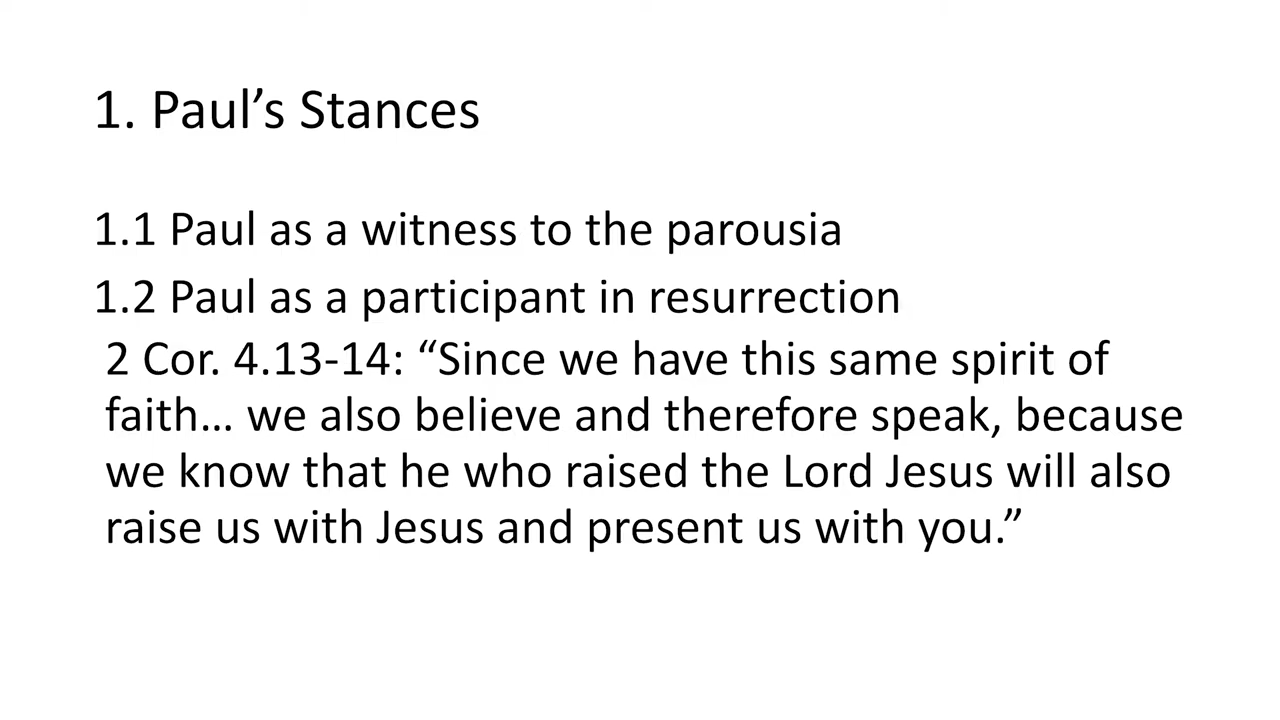 1. Paul’s Stances
1.1 Paul as a witness to the parousia
1.2 Paul as a participant in resurrection
2 Cor. 4.13-14: “Since we have this same spirit of
faith… we also believe and therefore speak, because
we know that he who raised the Lord Jesus will also
raise us with Jesus and present us with you.”